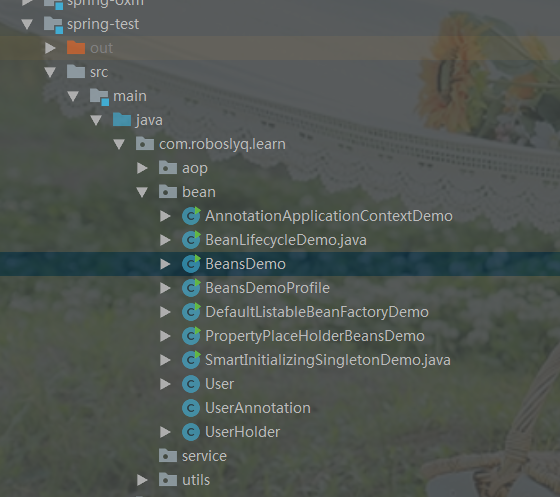 spring-oxm
spring-test
out
src
main
java
com.roboslyq.learn
aop
bean
AnnotationApplicationContextDemo
BeanLifecycleDemo.java
BeansDemo
BeansDemoProfile
DefaultListableBeanFactoryDemo
PropertyPlaceHolderBeansDemo
SmartInitializingSingletonDemo.java
User
UserAnnotation
UserHolder
service
utils